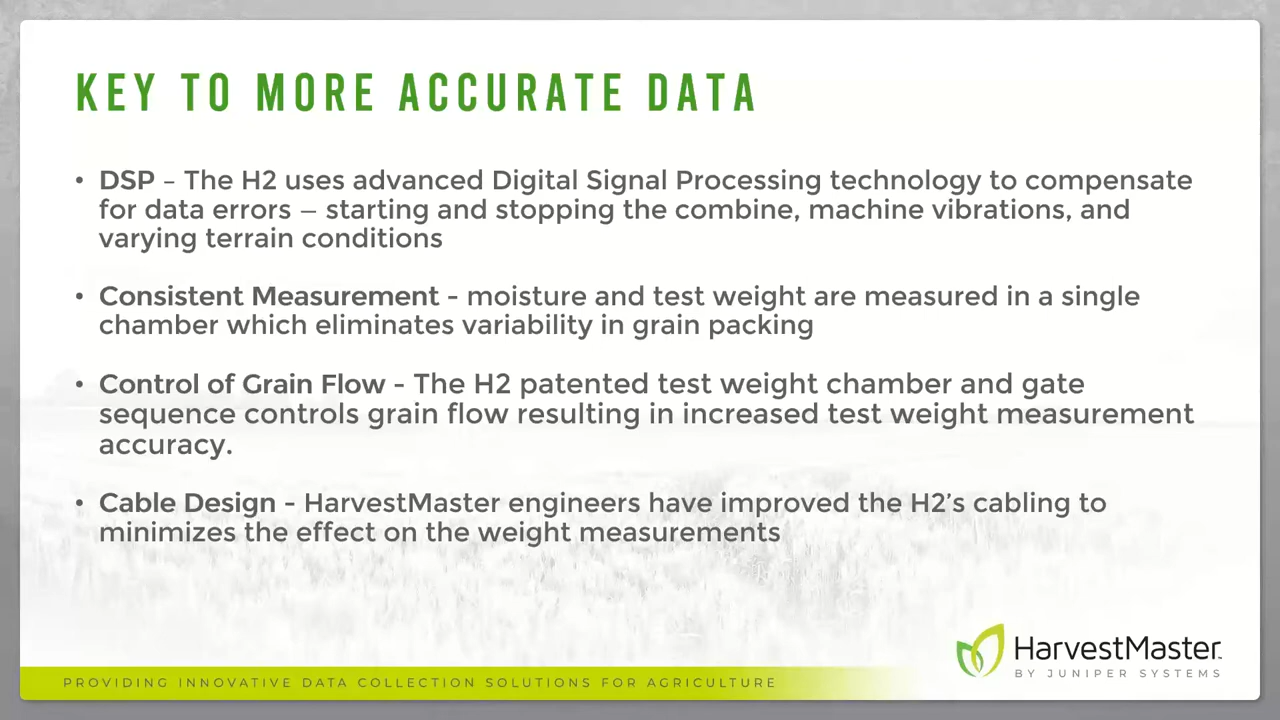 KEY TO MORE ACCURATE DATA
• DSP – The H2 uses advanced Digital Signal Processing technology to compensate
for data errors – starting and stopping the combine, machine vibrations, and
varying terrain conditions
• Consistent Measurement - moisture and test weight are measured in a single
chamber which eliminates variability in grain packing
• Control of Grain Flow - The H2 patented test weight chamber and gate
sequence controls grain flow resulting in increased test weight measurement
accuracy.
• Cable Design - HarvestMaster engineers have improved the H2’s cabling to
minimizes the effect on the weight measurements
HarvestMaster™
BY JUNIPER SYSTEMS
PROVIDING INNOVATIVE DATA COLLECTION SOLUTIONS FOR AGRICULTURE